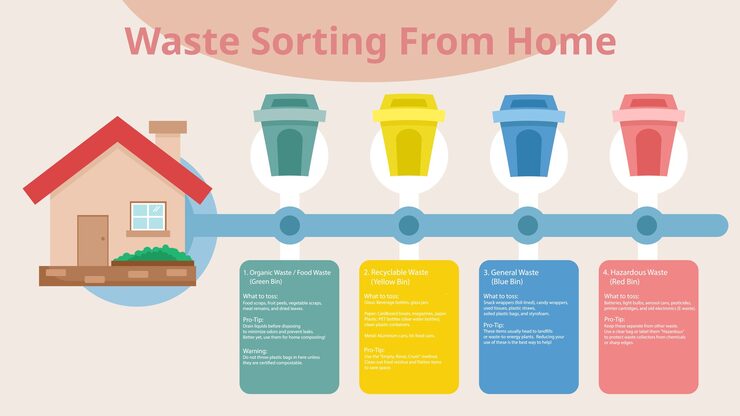 Waste Sorting From Home
1. Organic Waste / Food Waste
(Green Bin)
What to toss:
Food scraps, fruit peels, vegetable scraps,
meal remains, and dried leaves.
Pro-Tip:
Drain liquids before disposing
to minimize odors and prevent leaks.
Better yet, use them for home composting!
Warning:
Do not throw plastic bags in here unless
they are certified compostable.
2. Recyclable Waste
(Yellow Bin)
What to toss:
Glass: Beverage bottles, glass jars.
Paper: Cardboard boxes, magazines, paper.
Plastic: PET bottles (clear water bottles),
clean plastic containers.
Metal: Aluminum cans, tin food cans.
Pro-Tip:
Use the "Empty, Rinse, Crush" method.
Clean out food residue and flatten items
to save space.
3. General Waste
(Blue Bin)
What to toss:
Snack wrappers (foil-lined), candy wrappers,
used tissues, plastic straws,
soiled plastic bags, and styrofoam.
Pro-Tip:
These items usually head to landfills
or waste-to-energy plants. Reducing your
use of these is the best way to help!
4. Hazardous Waste
(Red Bin)
What to toss:
Batteries, light bulbs, aerosol cans, pesticides,
printer cartridges, and old electronics (E-waste).
Pro-Tip:
Keep these separate from other waste.
Use a clear bag or label them "Hazardous"
to protect waste collectors from chemicals
or sharp edges.